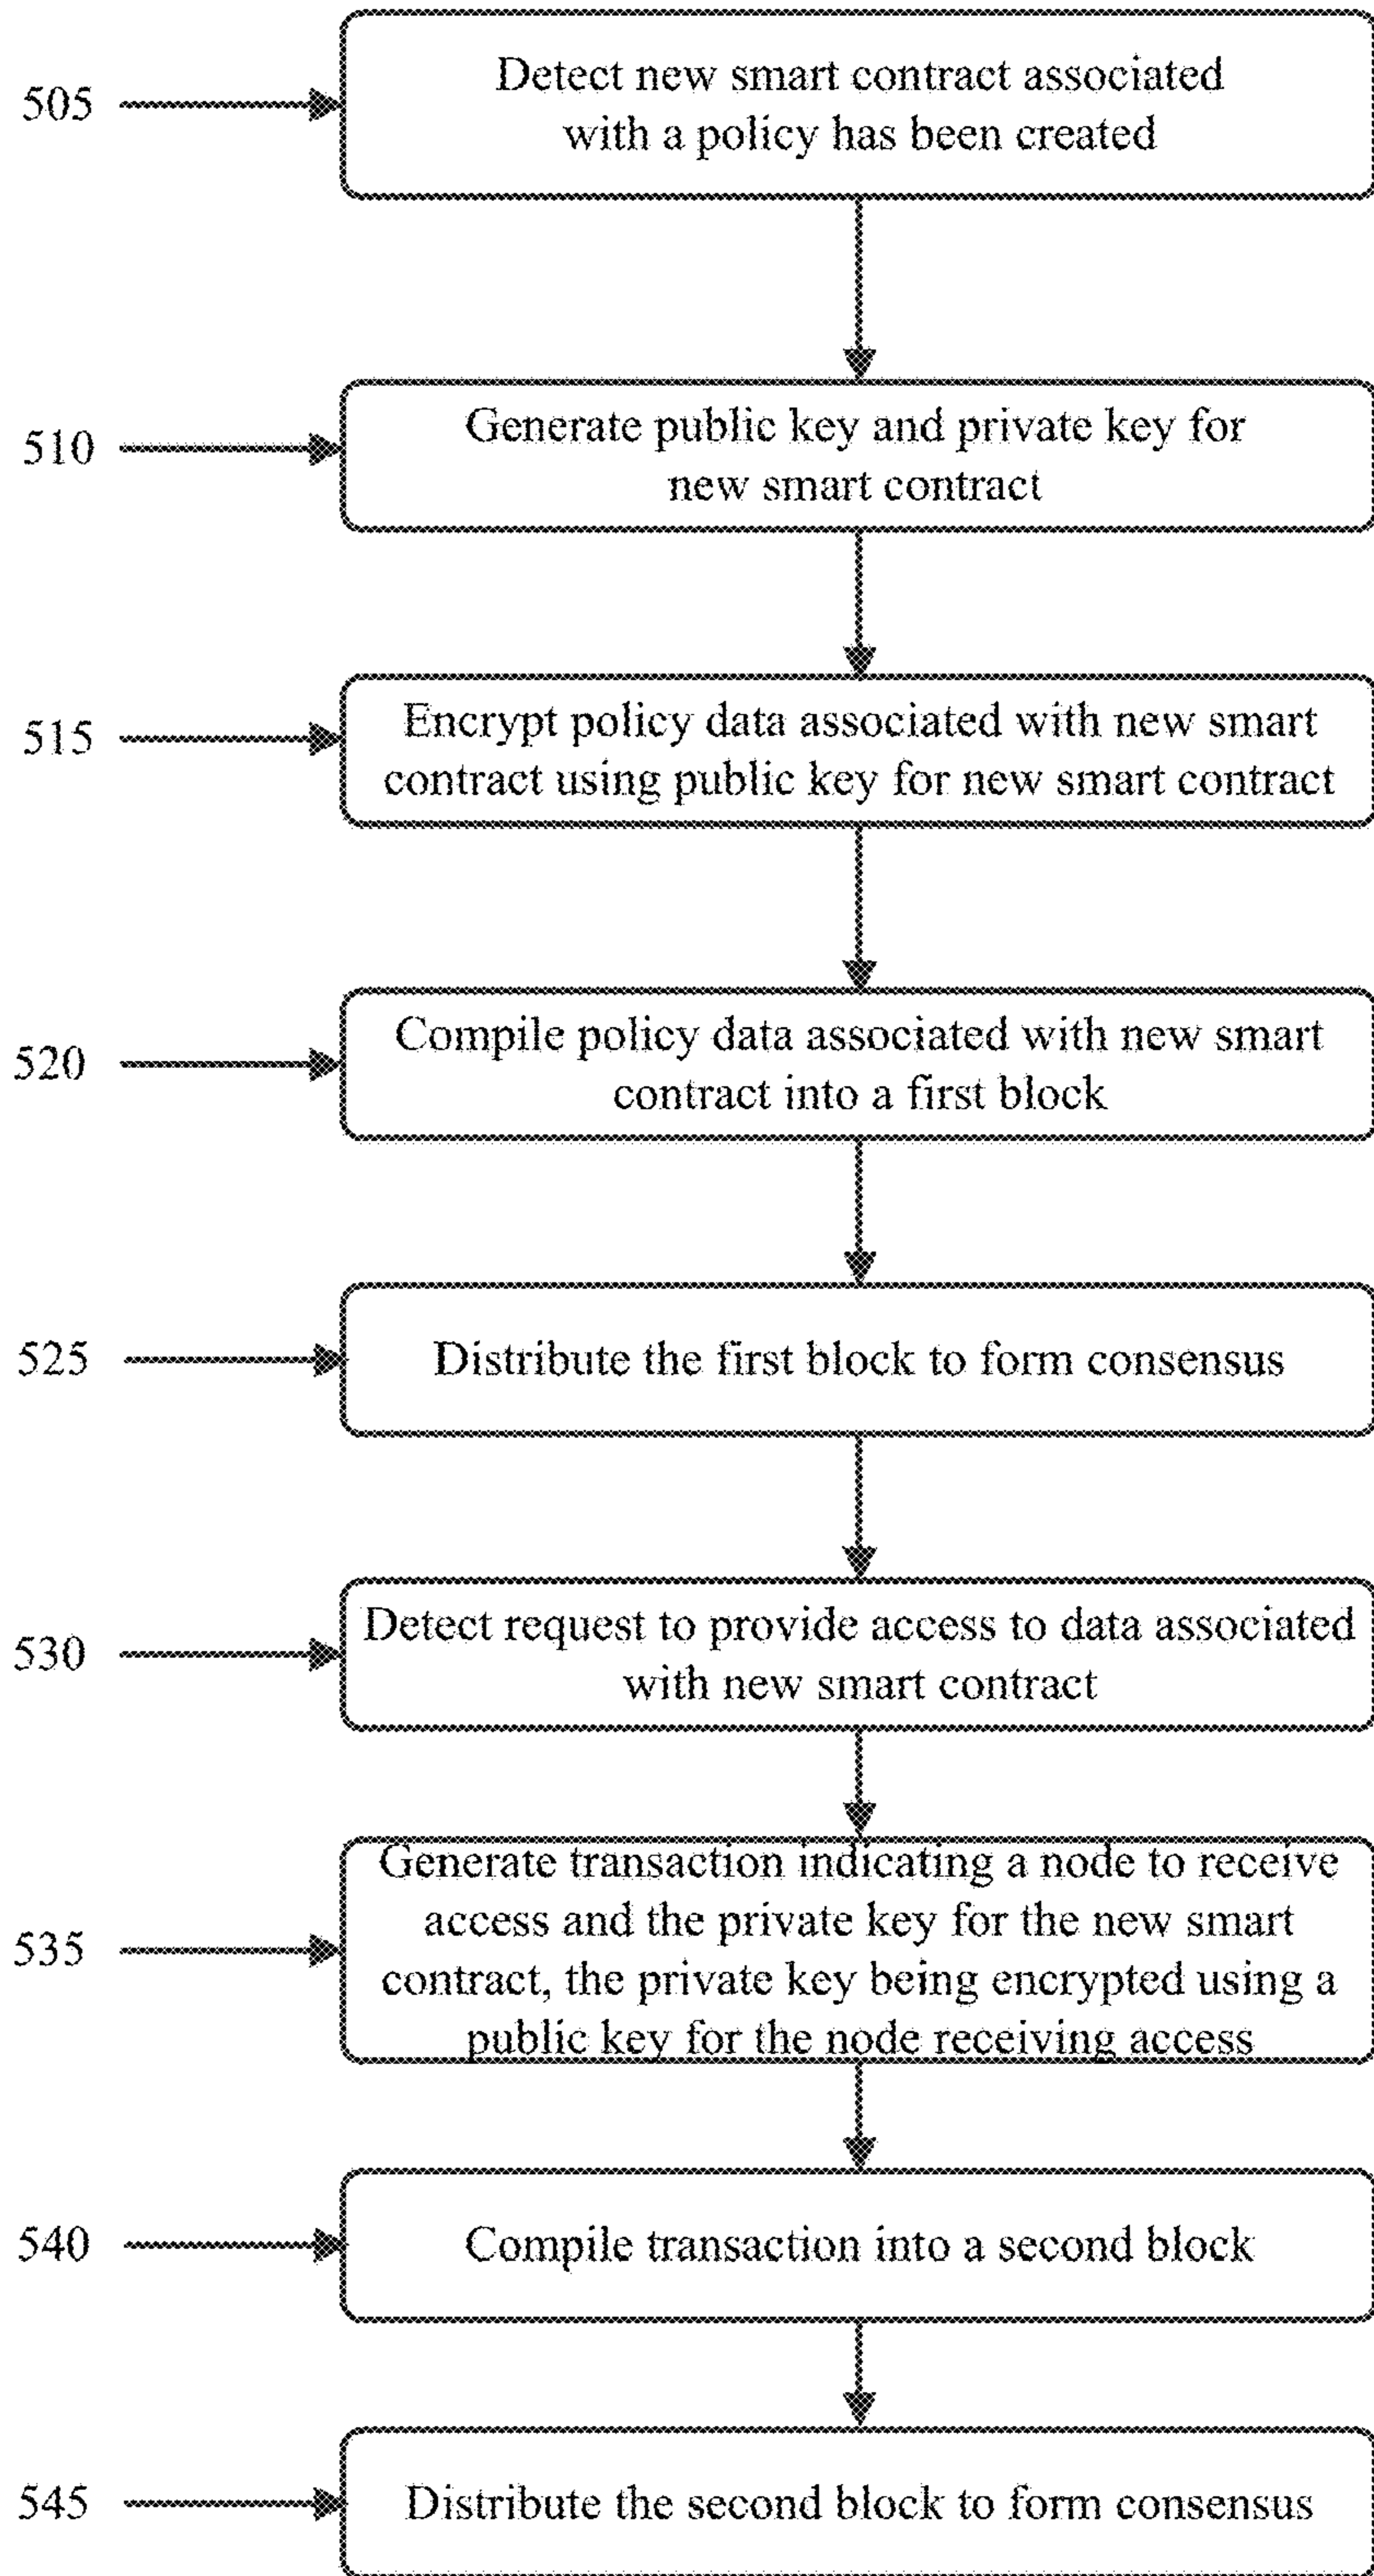 505
Detect new smart contract associated
with a policy has been created
510
Generate public key and private key for
new smart contract
515
Encrypt policy data associated with new smart
contract using public key for new smart contract
520
Compile policy data associated with new smart
contract into a first block
525
Distribute the first block to form consensus
530
Detect request to provide access to data associated
with new smart contract
535
Generate transaction indicating a node to receive
access and the private key for the new smart
contract, the private key being encrypted using a
public key for the node receiving access
540
Compile transaction into a second block
545
Distribute the second block to form consensus